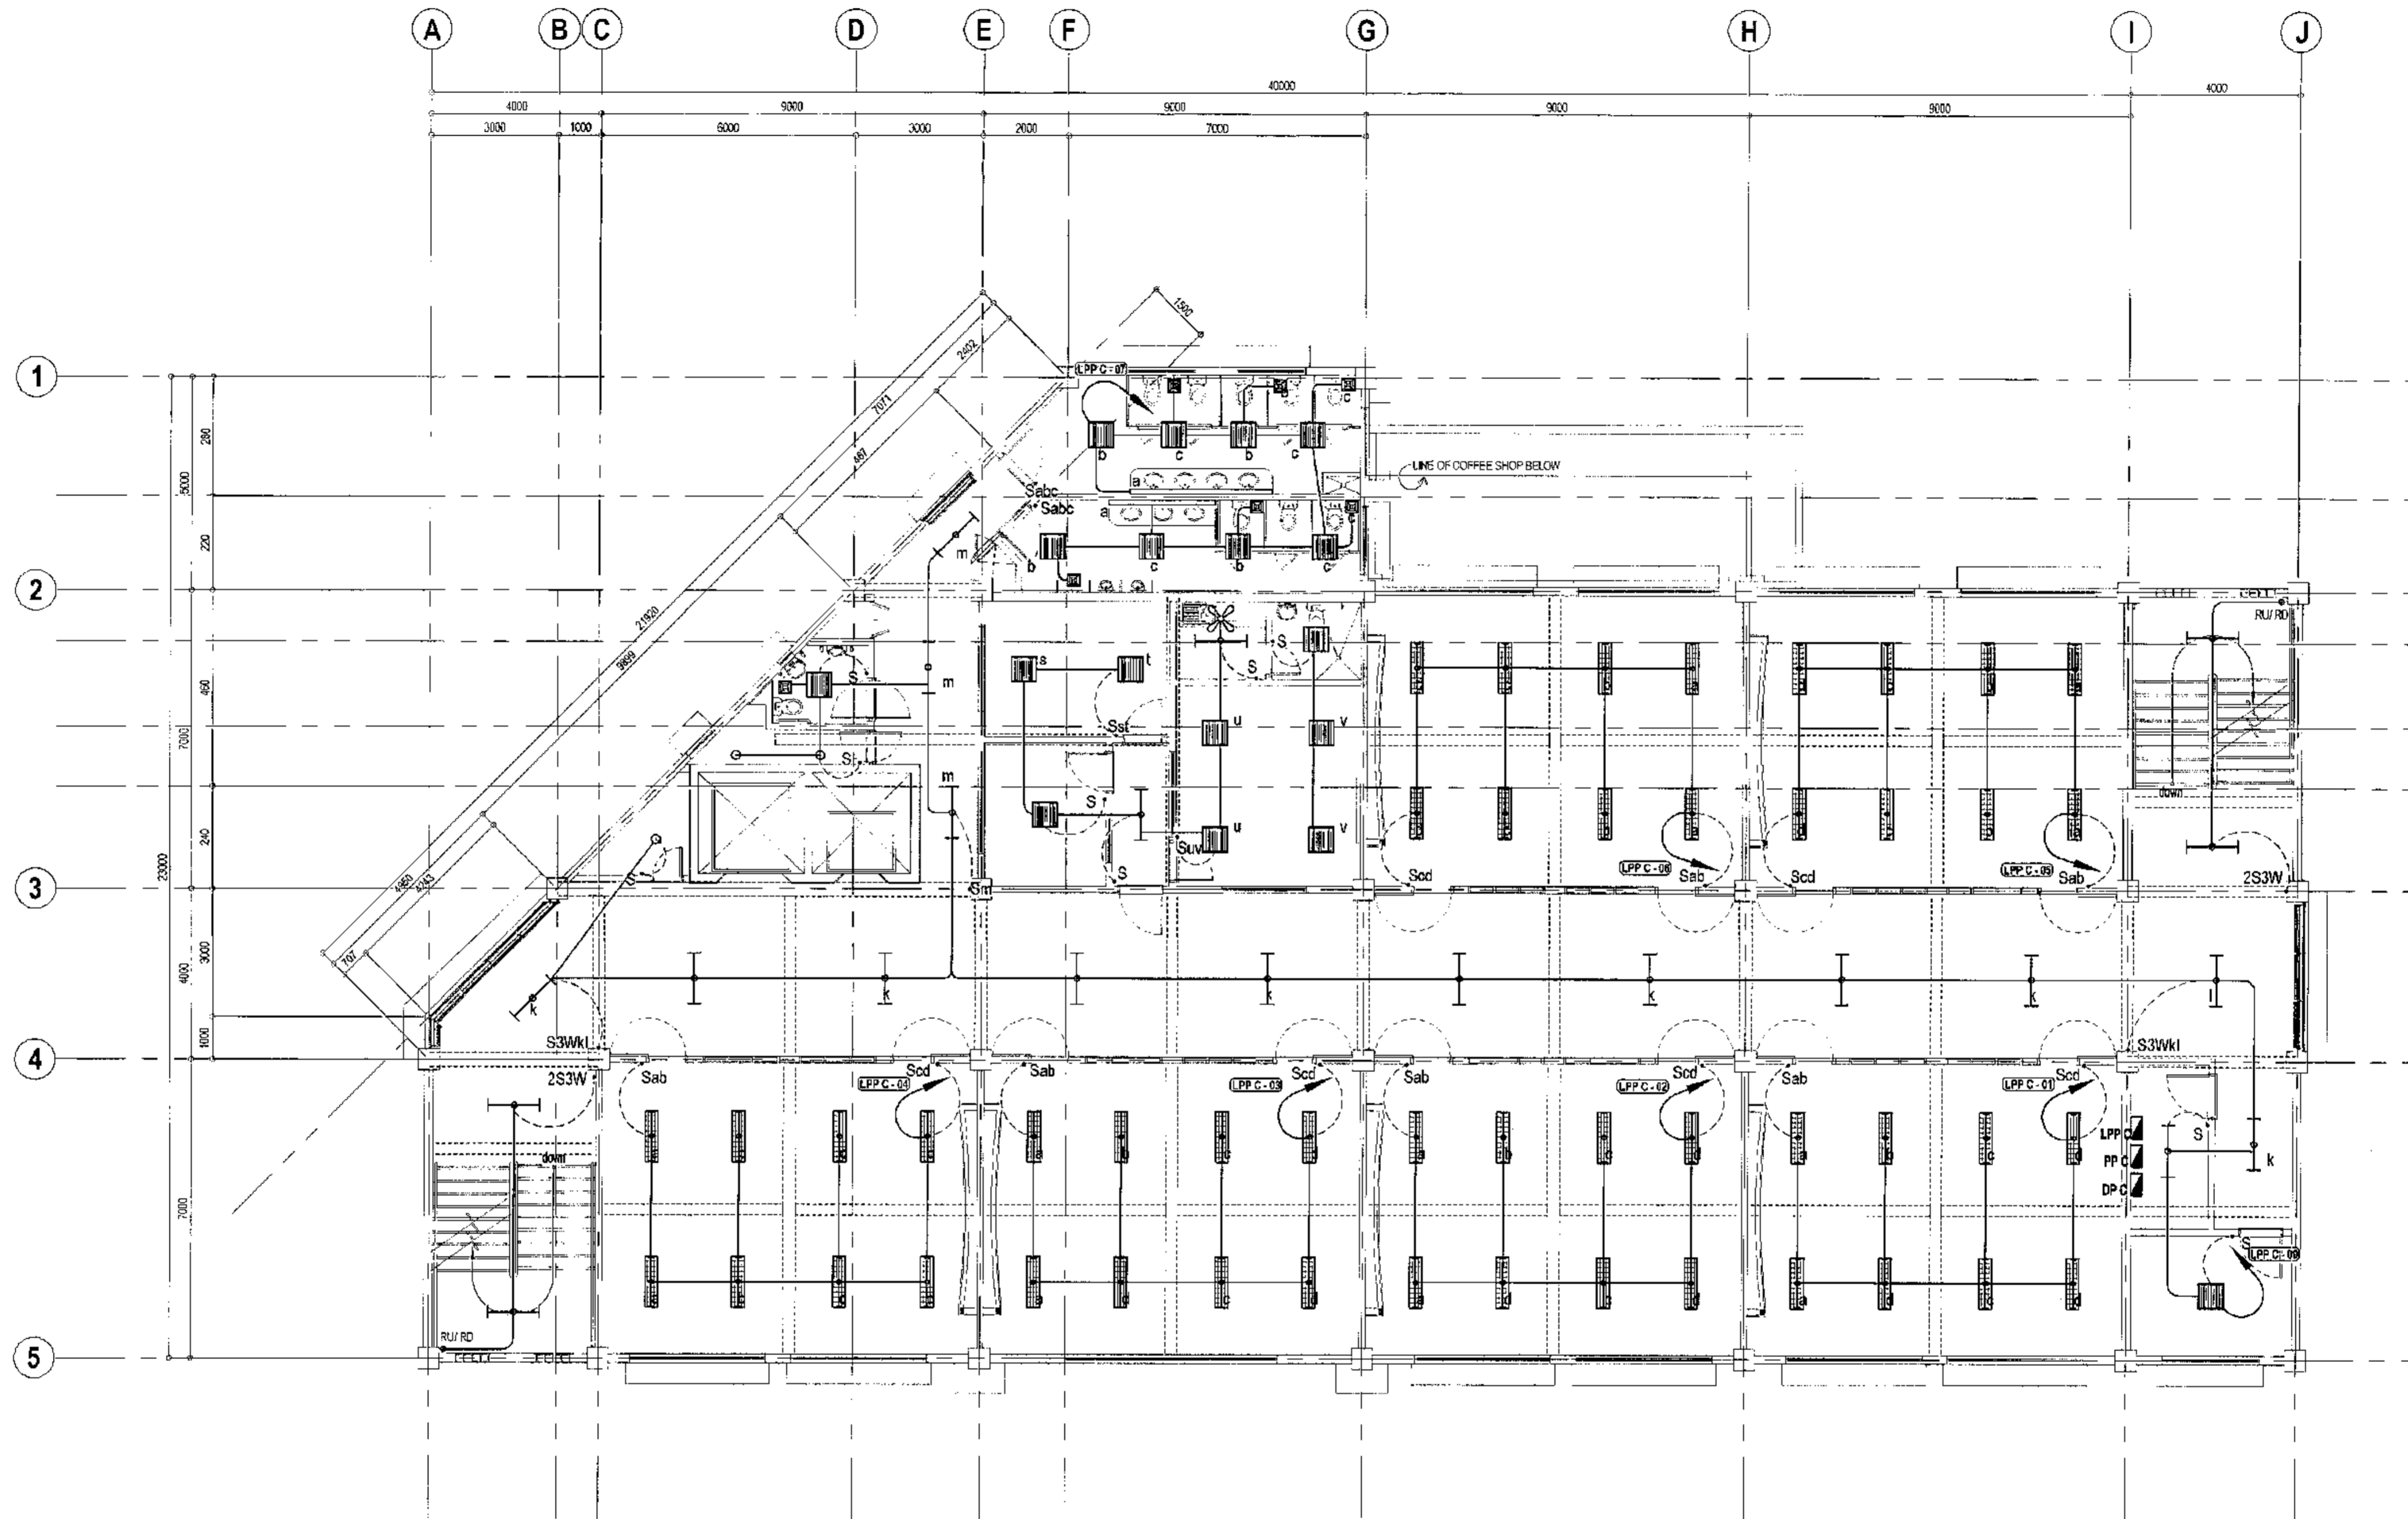 A B C D E F G H I J
40000
4000 9000 9000 9000 9000 4000
3000 1000 6000 3000 2000 7000
1500
2402
7071
467
21920
9899
4950
4243
707
1
2
3
4
5
260
5000
220
460
7000
240
23000
3000
4000
1000
7000
LPP C - 07
c
b c b c
a
LINE OF COFFEE SHOP BELOW
Sabc
Sabc
a
m
b c b c
RU/ RD
S
s t
S
S
m
Sst
u v
S
m
down
S
u v
Suv
LPP C - 06
LPP C - 05
S
Sm
S
Scd
Sab
Scd
Sab
2S3W
k k k k k l
S3Wkl
S3Wkl
2S3W
Sab
LPP C - 04
Scd
Sab
LPP C - 03
Scd
Sab
LPP C - 02
Scd
Sab
LPP C - 01
Scd
LPP C
S
PP C
k
DP C
down
S
LPP C - 09
RU/ RD